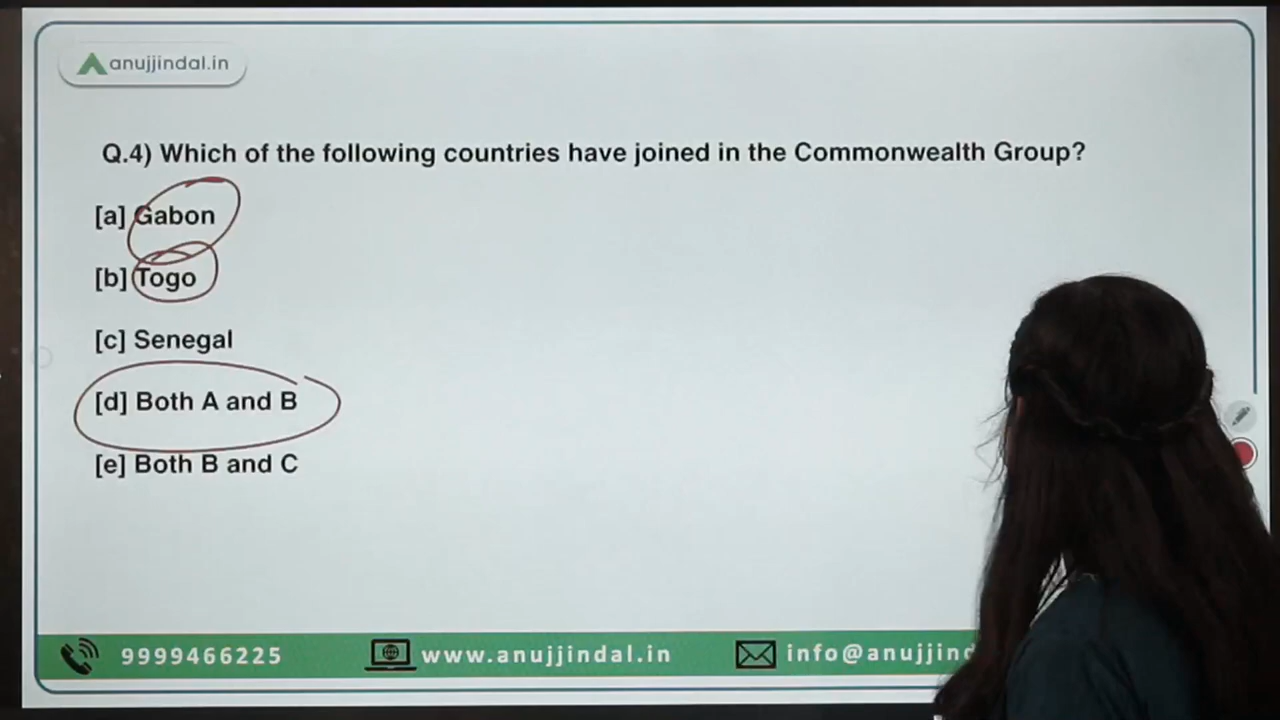 anujjindal.in
Q.4) Which of the following countries have joined in the Commonwealth Group?
[a] Gabon
[b] Togo
[c] Senegal
[d] Both A and B
[e] Both B and C
9999466225 www.anujjindal.in info@anujjind